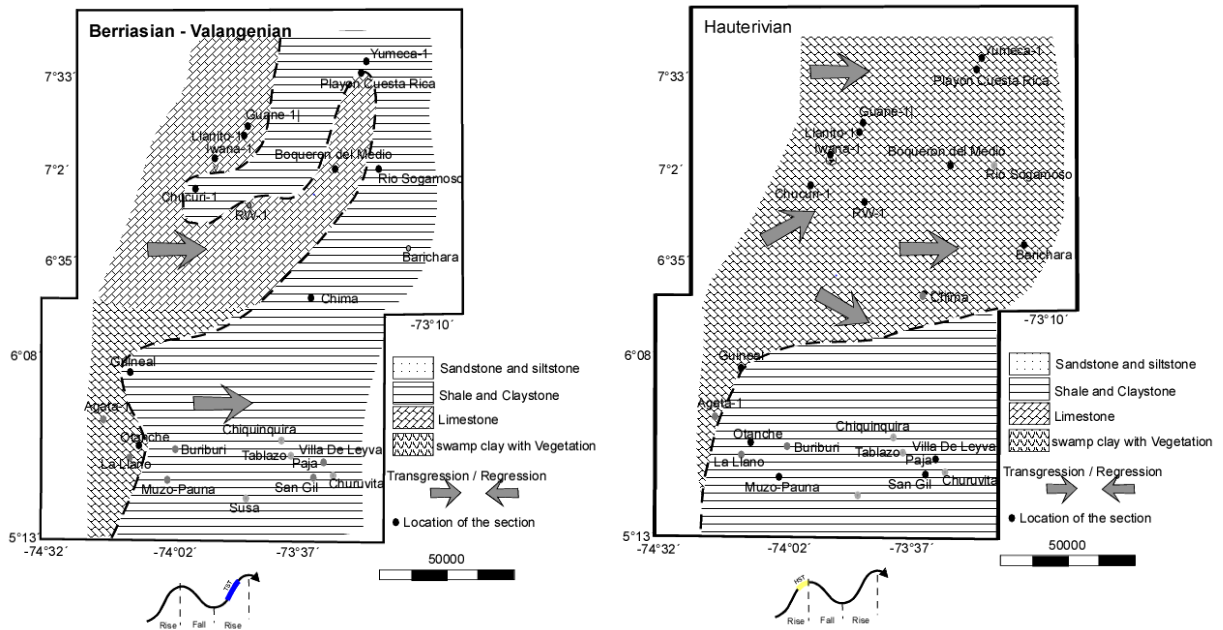 Berriasian - Valangenian
Yumeca-1
7°33´
Playon Cuesta Rica
Guane-1|
Llanito-1
Iwana-1
Boqueron del Medio
7°2´
Rio Sogamoso
Chucuri-1
RW-1
6°35´
Barichara
Chima
-73°10´
6°08
Guineal
Sandstone and siltstone
Shale and Claystone
Agata-1
Limestone
Chiquinquira
Otanche
swamp clay with Vegetation
Buriburi
Villa De Leyva
Tablazo
La Llano
Paja
Transgression / Regression
Muzo-Pauna
San Gil
Churuvita
Susa
Location of the section
5°13
-74°32´
-74°02´
-73°37´
50000
TST
Rise
Fall
Rise
Hauterivian
Yumeca-1
7°33´
Playon Cuesta Rica
Guane-1|
Llanito-1
Iwana-1
Boqueron del Medio
7°2´
Rio Sogamoso
Chucuri-1
RW-1
6°35´
Barichara
Chima
-73°10´
6°08
Guineal
Sandstone and siltstone
Shale and Claystone
Agata-1
Limestone
Chiquinquira
Otanche
swamp clay with Vegetation
Buriburi
Villa De Leyva
Tablazo
La Llano
Paja
Transgression / Regression
Muzo-Pauna
San Gil
Churuvita
Location of the section
5°13
-74°32´
-74°02´
-73°37´
50000
HST
Rise
Fall
Rise